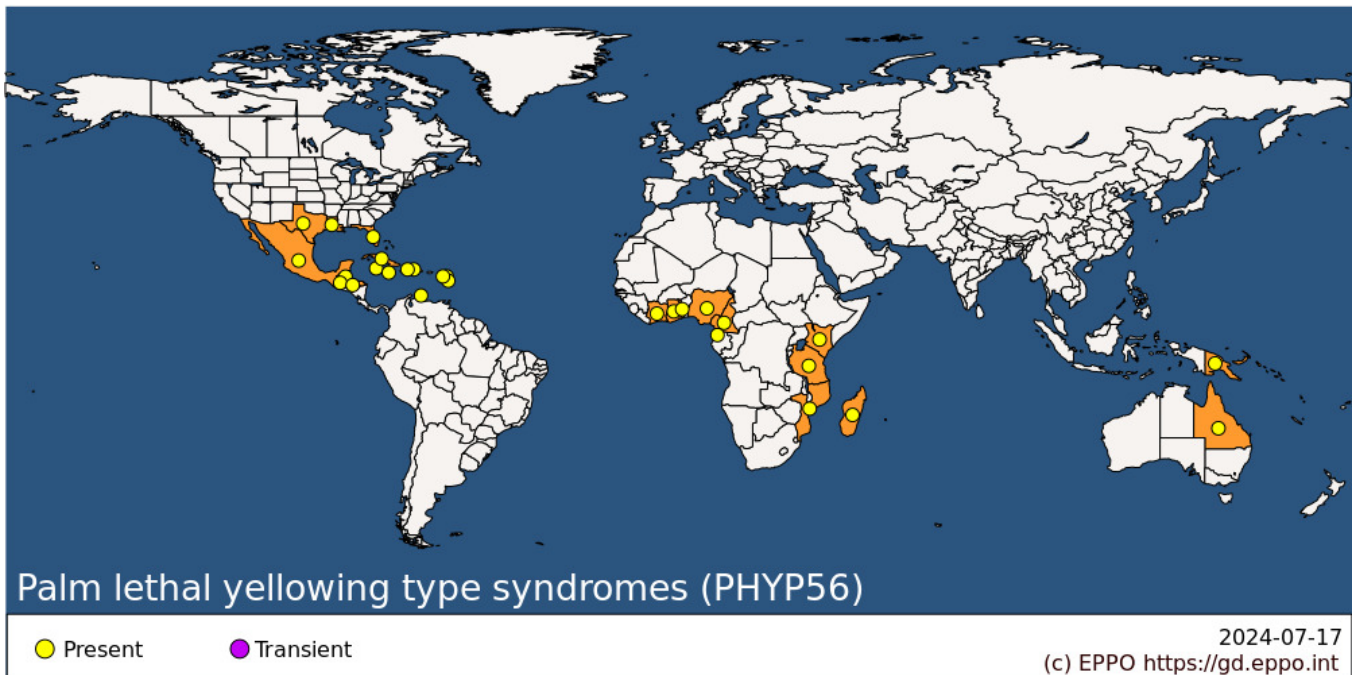 Palm lethal yellowing type syndromes (PHYP56)
Present
Transient
2024-07-17
(c) EPPO https://gd.eppo.int